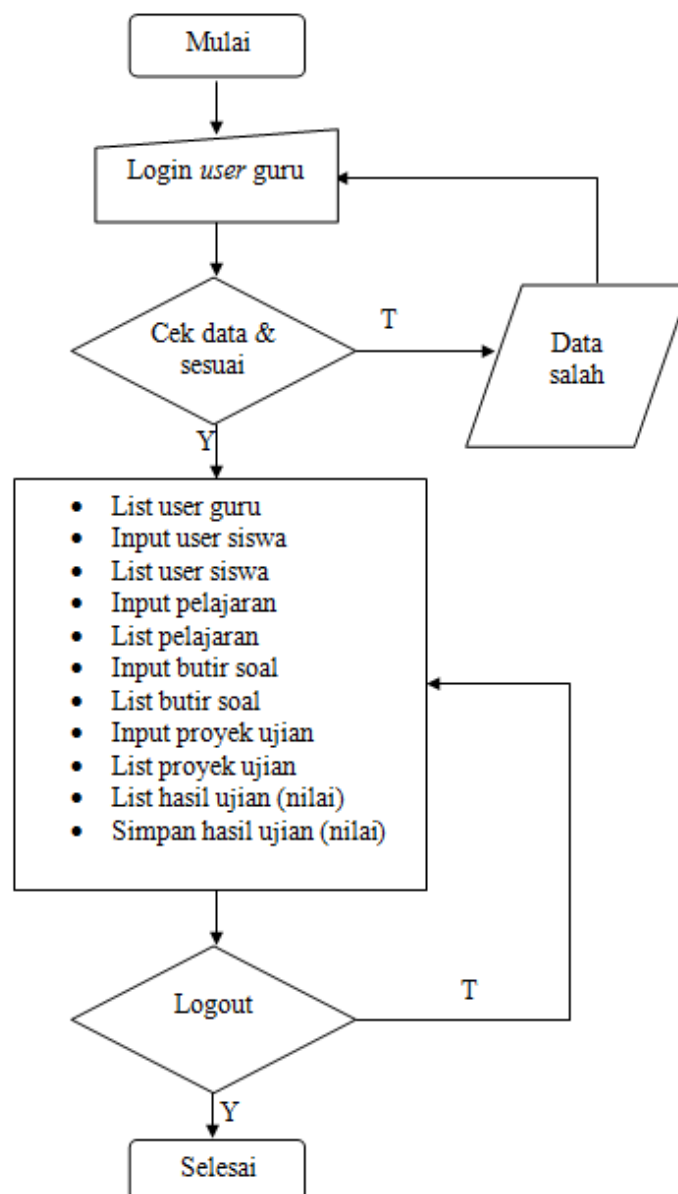 Mulai
Login user guru
Cek data &
sesuai
T
Data
salah
Y
• List user guru
• Input user siswa
• List user siswa
• Input pelajaran
• List pelajaran
• Input butir soal
• List butir soal
• Input proyek ujian
• List proyek ujian
• List hasil ujian (nilai)
• Simpan hasil ujian (nilai)
Logout
T
Y
Selesai